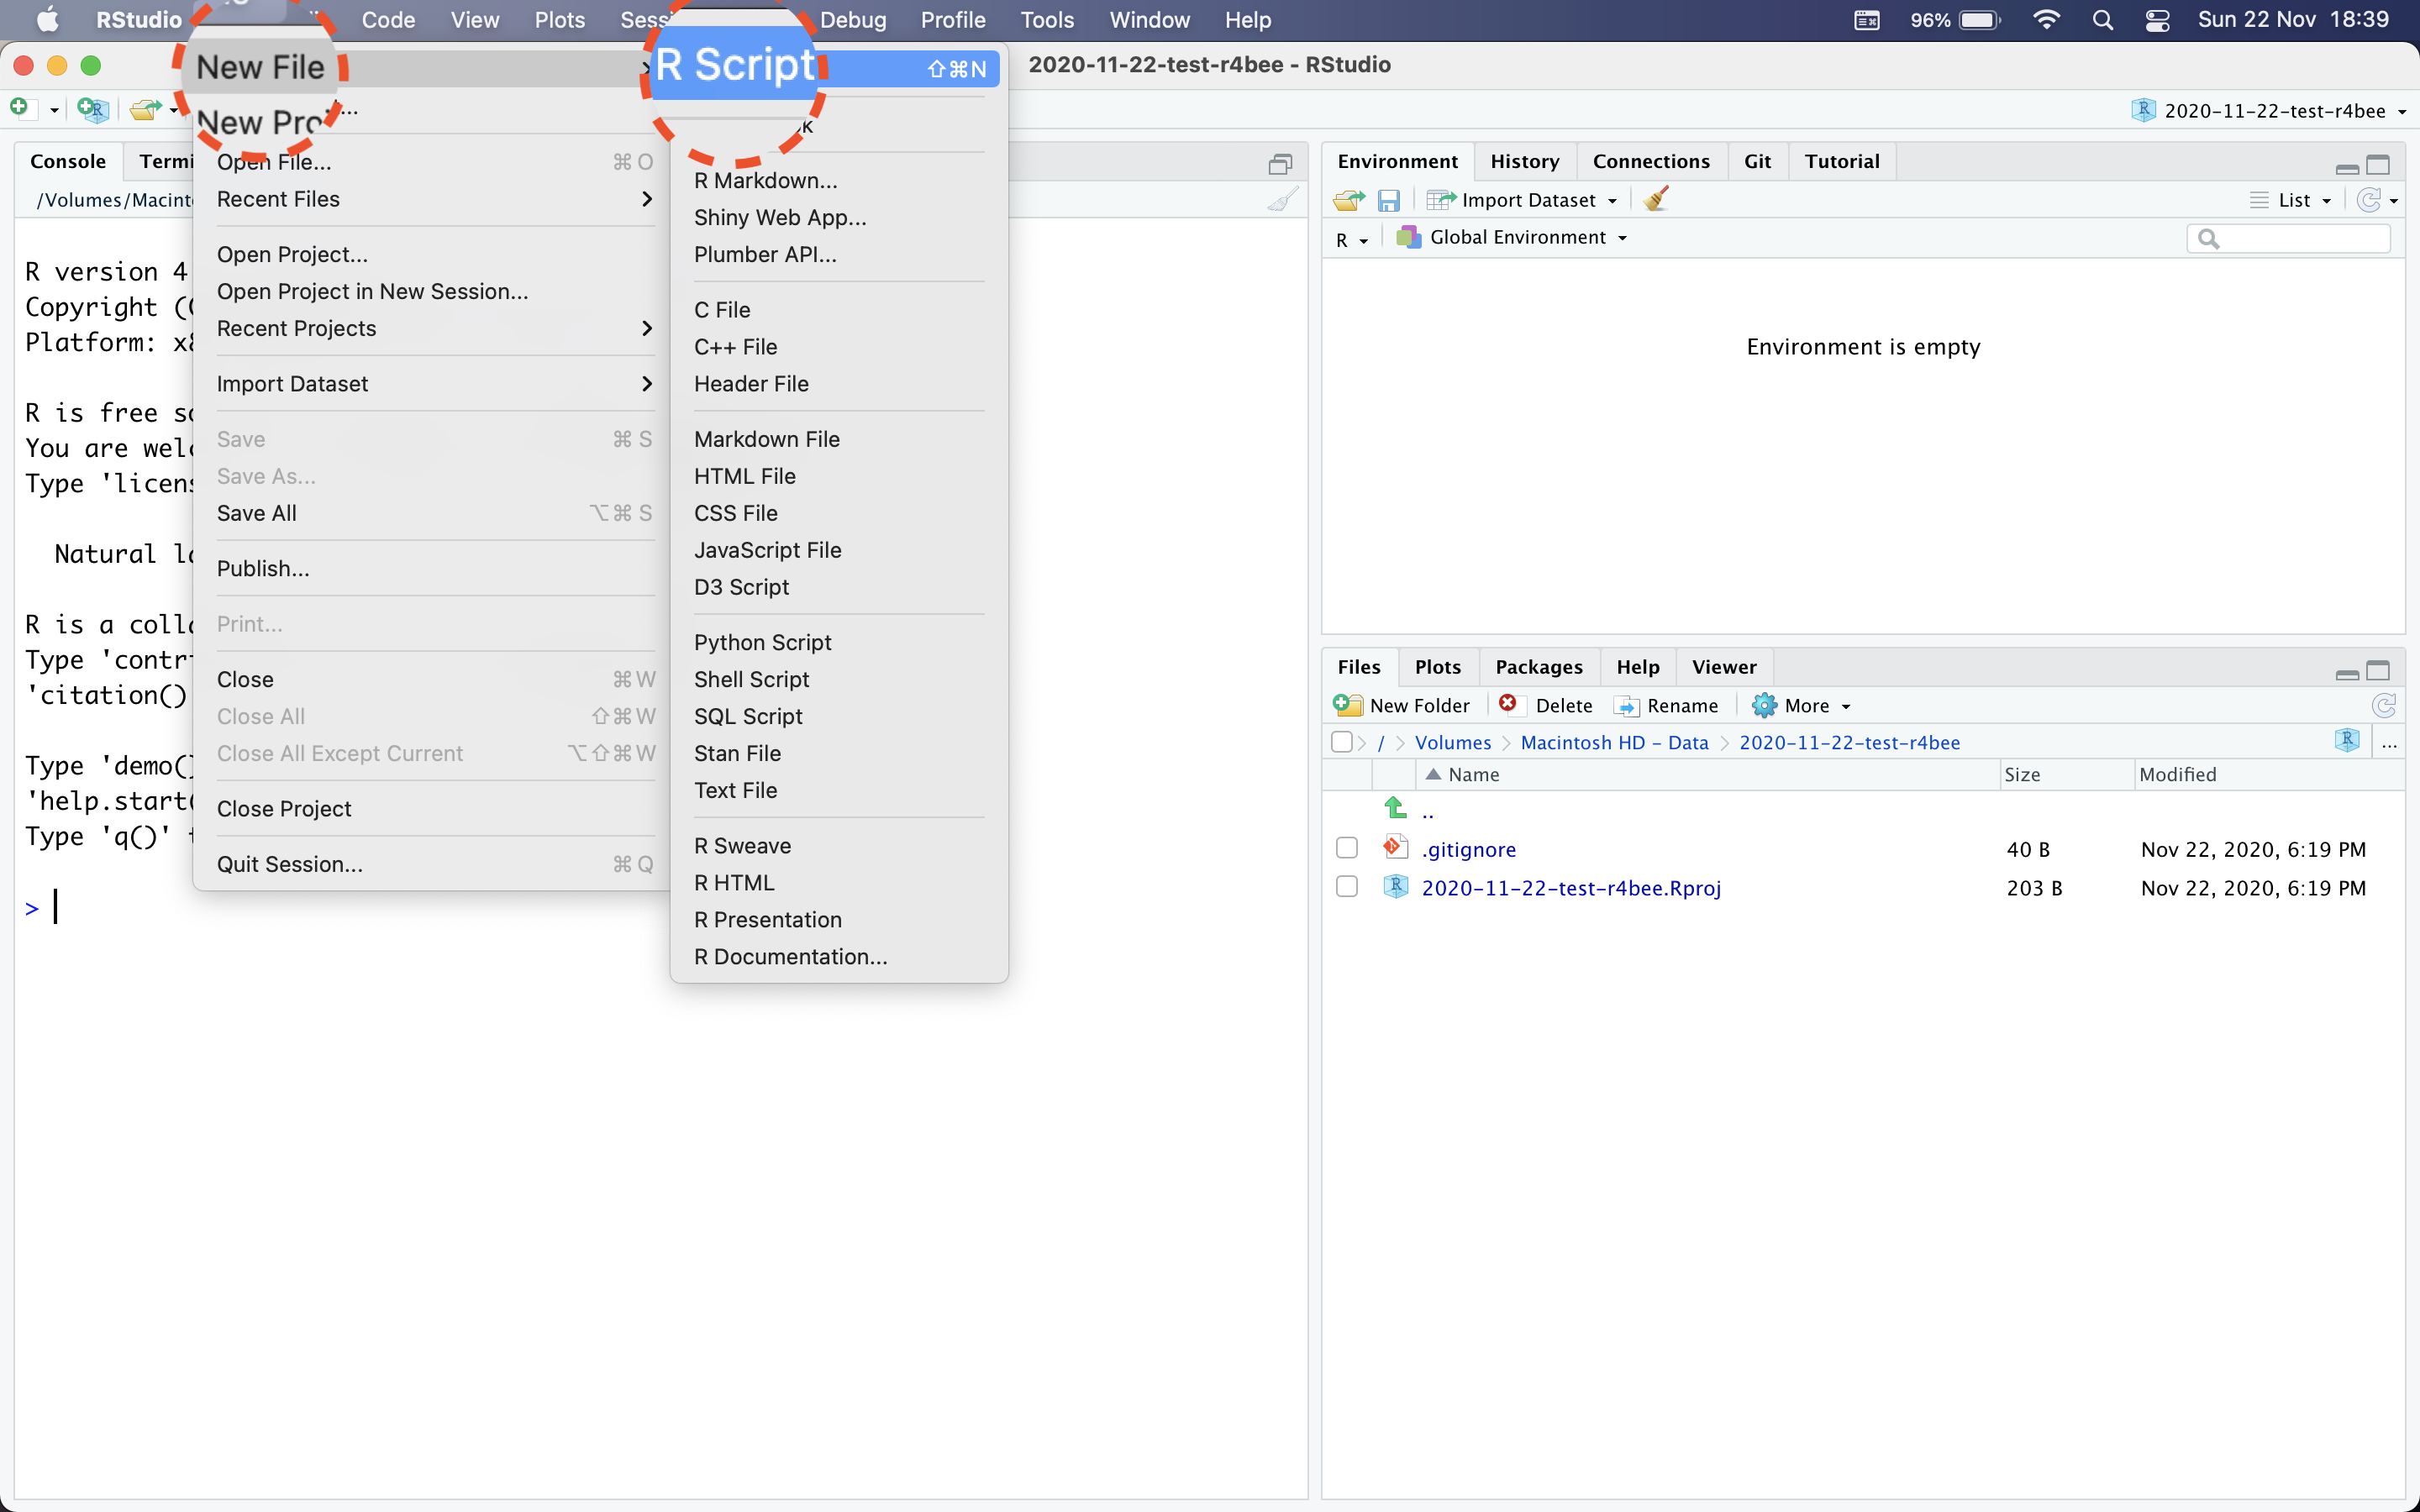 RStudio Code View Plots Debug Profile Tools Window Help 96% Sun 22 Nov 18:39
New File
R Script ⇧⌘N
New
2020-11-22-test-r4bee - RStudio
2020-11-22-test-r4bee
Console
/Volumes/
R version 4
Copyright
Platform:
R is free
You are
Type
Natural
R is a
Type
'citation()
Type 'demo()
'help.start(
Type 'q()'
>
Open File... ⌘ O
Recent Files
Open Project...
Open Project in New Session...
Recent Projects
Import Dataset
Save ⌘ S
Save As...
Save All ⌥⌘ S
Publish...
Print...
Close ⌘W
Close All ⇧⌘W
Close All Except Current ⌥⇧⌘W
Close Project
Quit Session... ⌘Q
R Markdown...
Shiny Web App...
Plumber API...
C File
C++ File
Header File
Markdown File
HTML File
CSS File
JavaScript File
D3 Script
Python Script
Shell Script
SQL Script
Stan File
Text File
R Sweave
R HTML
R Presentation
R Documentation...
Environment History Connections Git Tutorial
Import Dataset List
R Global Environment
Environment is empty
Files Plots Packages Help Viewer
New Folder Delete Rename More
/ Volumes Macintosh HD – Data 2020-11-22-test-r4bee ...
Name Size Modified
..
.gitignore 40 B Nov 22, 2020, 6:19 PM
2020-11-22-test-r4bee.Rproj 203 B Nov 22, 2020, 6:19 PM